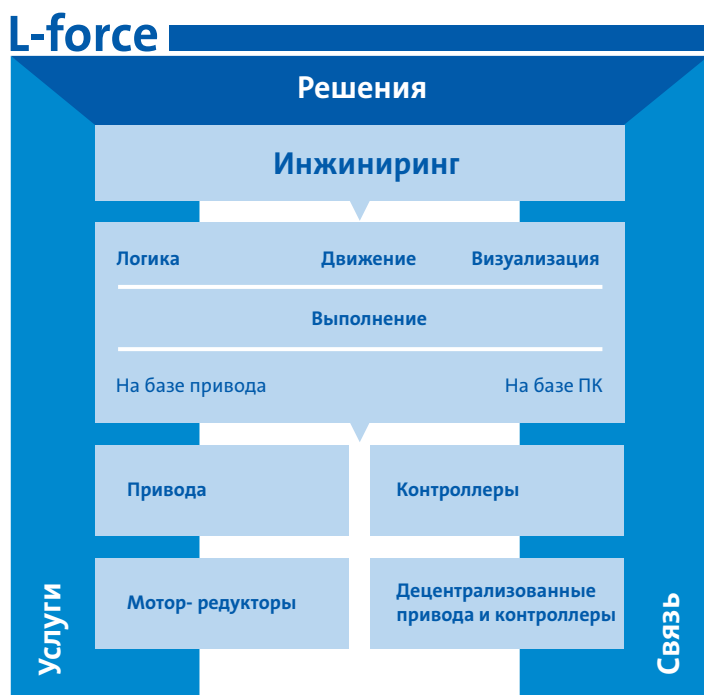 L-force
Решения
Инжиниринг
Логика
Движение
Визуализация
Выполнение
На базе привода
На базе ПК
Привода
Контроллеры
Мотор- редукторы
Децентрализованные
привода и контроллеры
Услуги
Связь